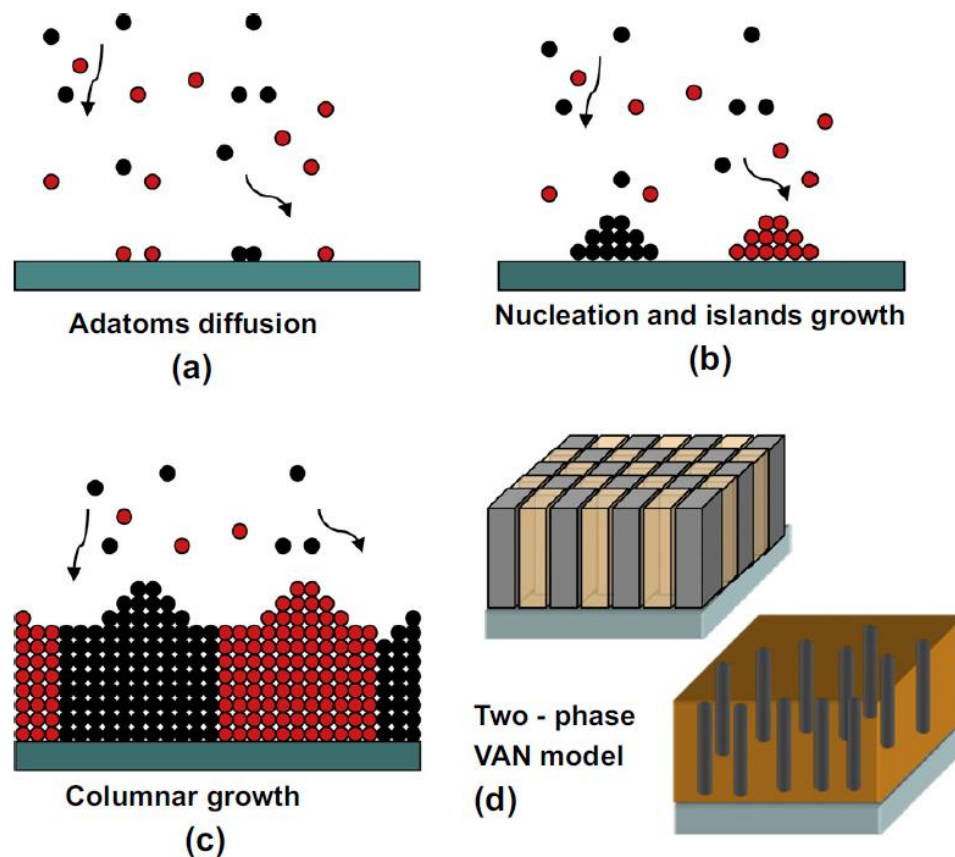 Adatoms diffusion
(a)
Nucleation and islands growth
(b)
Columnar growth
(c)
Two - phase
VAN model
(d)